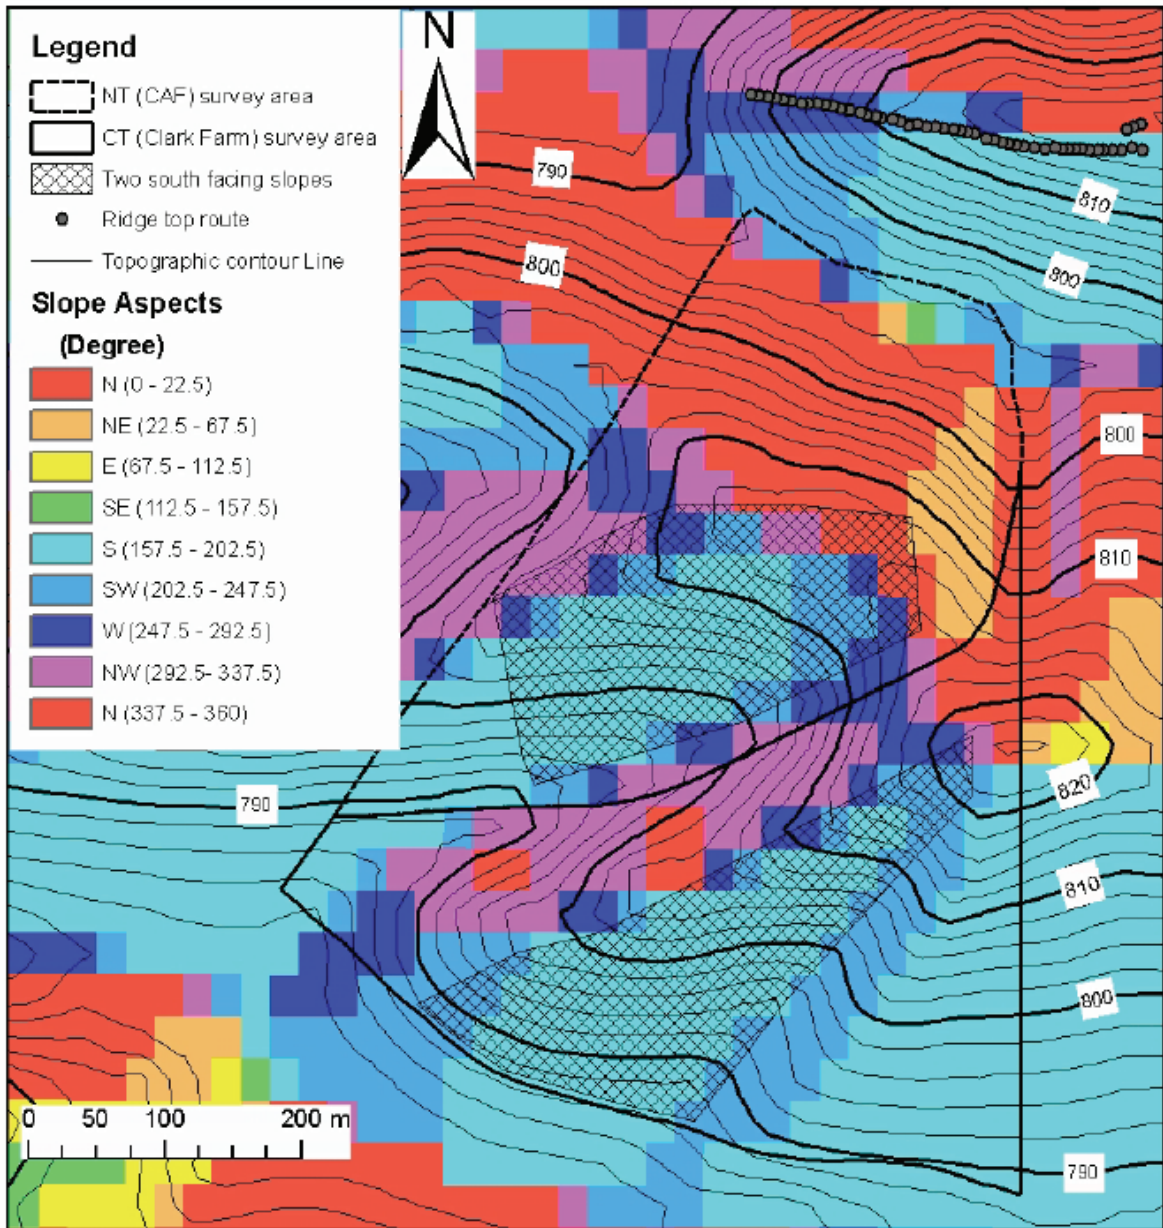 Legend
NT (CAF) survey area
CT (Clark Farm) survey area
Two south facing slopes
Ridge top route
Topographic contour Line
Slope Aspects
(Degree)
N (0 - 22.5)
NE (22.5 - 67.5)
E (67.5 - 112.5)
SE (112.5 - 157.5)
S (157.5 - 202.5)
SW (202.5 - 247.5)
W (247.5 - 292.5)
NW (292.5- 337.5)
N (337.5 - 360)
N
790
810
800
800
800
810
790
820
810
800
790
0 50 100 200 m